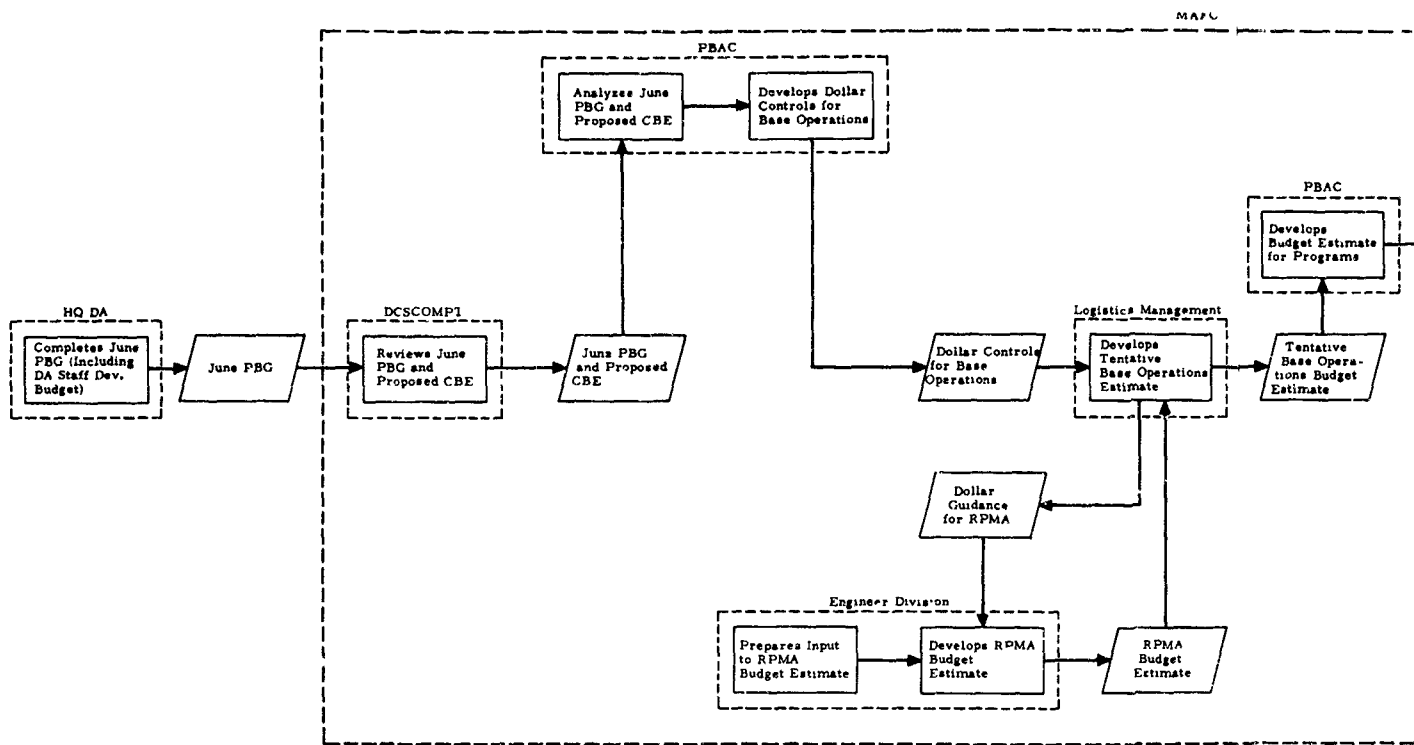 PBAC
Analyzes June
PBG and
Proposed CBE
Develops Dollar
Controls for
Base Operations
PBAC
Develops
Budget Estimate
for Programs
HQ DA
Completes June
PBG (Including
DA Staff Dev.
Budget)
June PBG
DCSCOMPT
Reviews June
PBG and
Proposed CBE
June PBG
and Proposed
CBE
Dollar Controls
for Base
Operations
Logistics Management
Develops
Tentative
Base Operations
Estimate
Tentative
Base Opera-
tions Budget
Estimate
Dollar
Guidance
for RPMA
Engineer Division
Prepares Input
to RPMA
Budget Estimate
Develops RPMA
Budget
Estimate
RPMA
Budget
Estimate